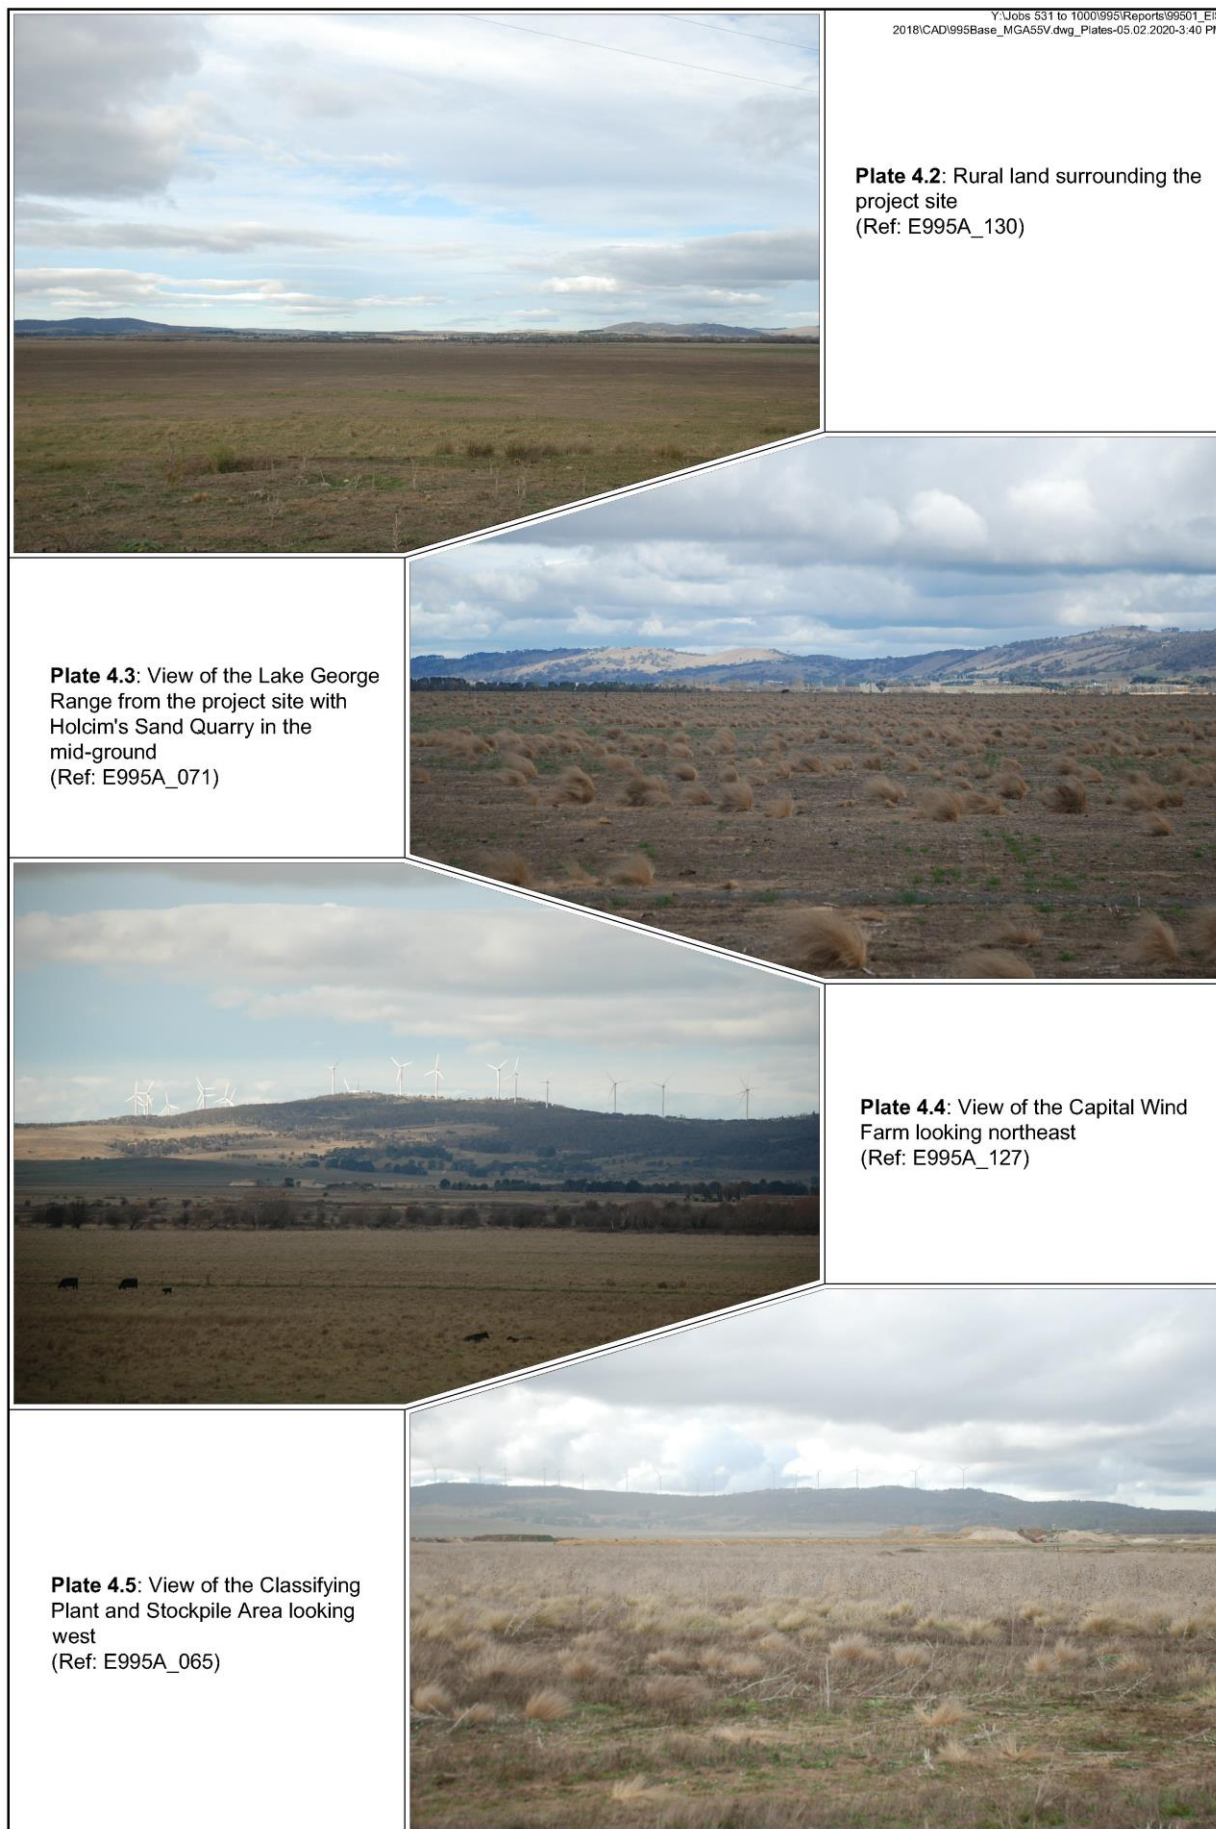 Y:\Jobs 531 to 1000\995\Reports\99501_EIS
2018\CAD\995Base_MGA55V.dwg_Plates-05.02.2020-3:40 PM
Plate 4.2: Rural land surrounding the
project site
(Ref: E995A_130)
Plate 4.3: View of the Lake George
Range from the project site with
Holcim's Sand Quarry in the
mid-ground
(Ref: E995A_071)
Plate 4.4: View of the Capital Wind
Farm looking northeast
(Ref: E995A_127)
Plate 4.5: View of the Classifying
Plant and Stockpile Area looking
west
(Ref: E995A_065)